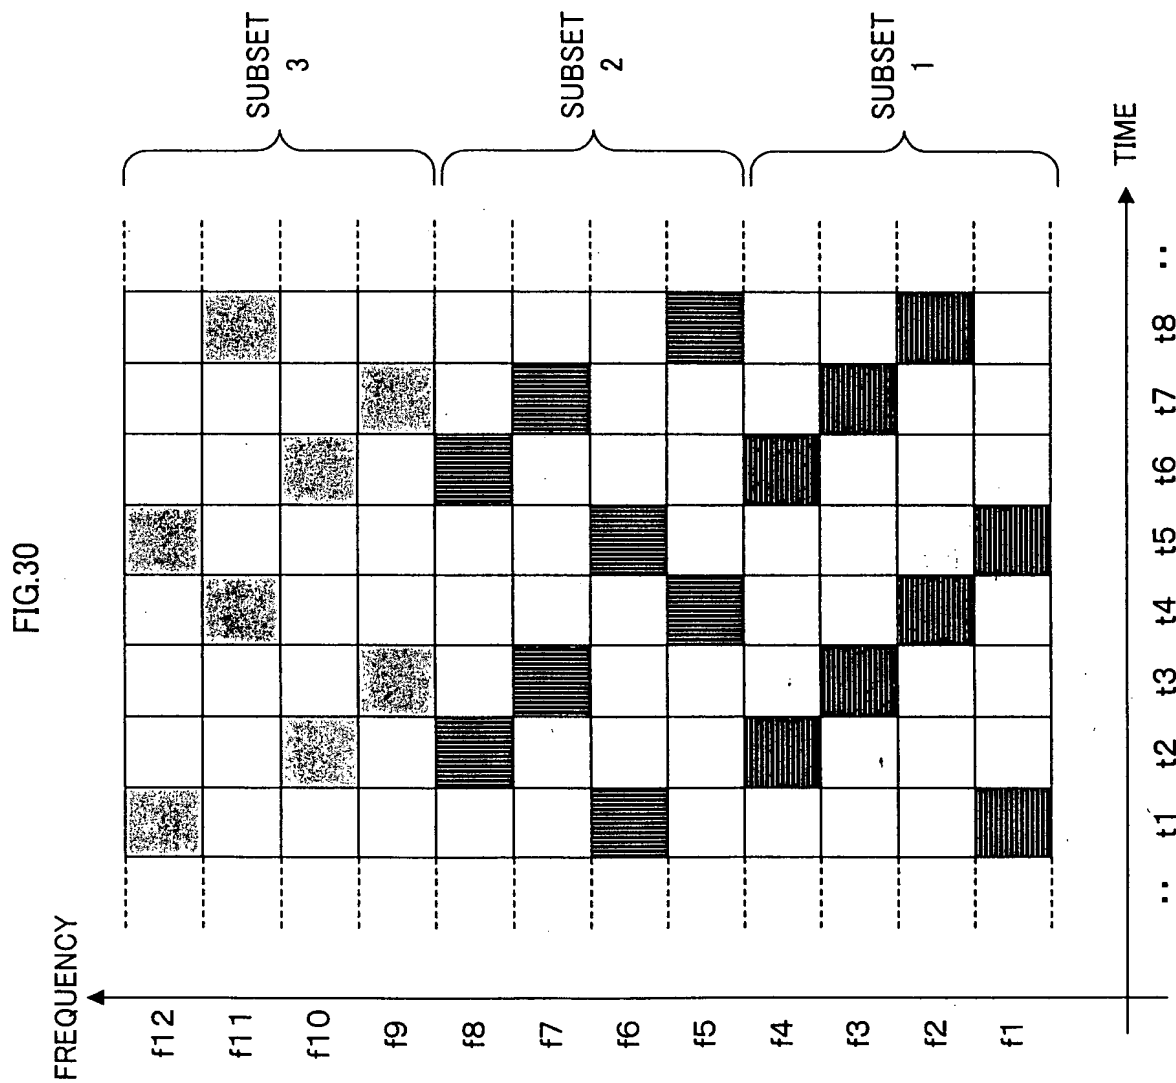 FIG.30
FREQUENCY
f12
f11
f10
f9
f8
f7
f6
f5
f4
f3
f2
f1
SUBSET
3
SUBSET
2
SUBSET
1
TIME
.. t1 t2 t3 t4 t5 t6 t7 t8 ..